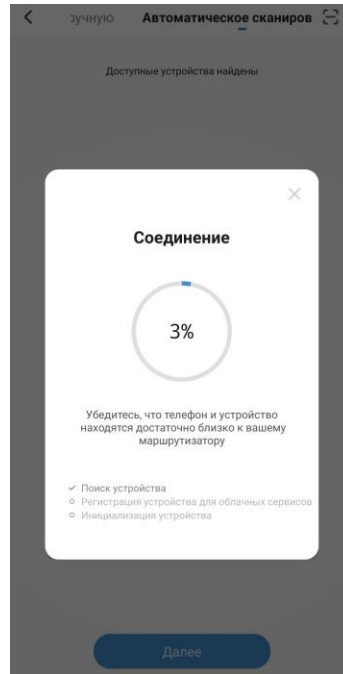 ручную Автоматическое сканиров
Доступные устройства найдены
Соединение
3%
Убедитесь, что телефон и устройство
находятся достаточно близко к вашему
маршрутизатору
Поиск устройства
Регистрация устройства для облачных сервисов
Инициализация устройства
Далее